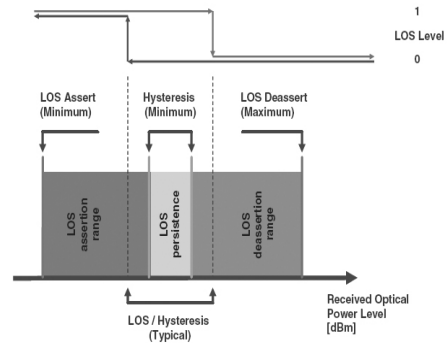 1
LOS Level
0
LOS Assert
(Minimum)
Hysteresis
(Minimum)
LOS Deassert
(Maximum)
LOS
assertion
range
LOS
persistence
LOS
deassertion
range
Received Optical
Power Level
[dBm]
LOS / Hysteresis
(Typical)